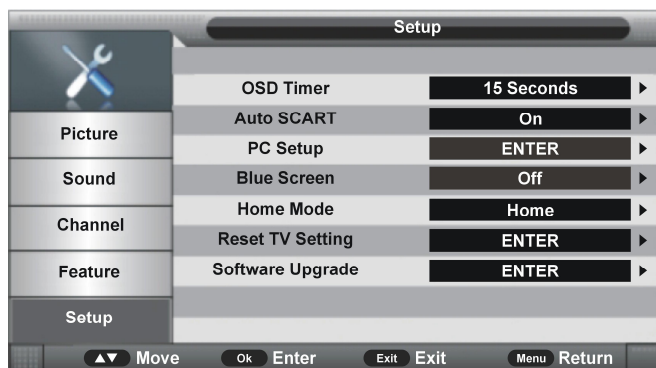 Setup
OSD Timer 15 Seconds
Auto SCART On
PC Setup ENTER
Blue Screen Off
Home Mode Home
Reset TV Setting ENTER
Software Upgrade ENTER
Picture
Sound
Channel
Feature
Setup
▲▼ Move Ok Enter Exit Exit Menu Return